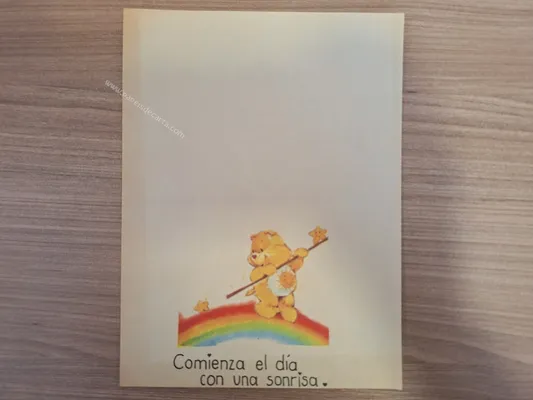 Comienza el día
con una sonrisa.